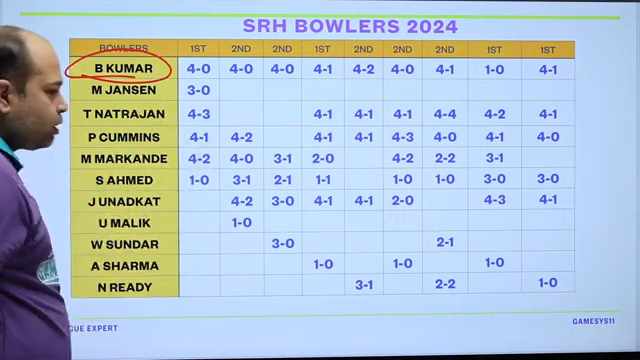 SRH BOWLERS 2024
BOWLERS 1ST 2ND 2ND 1ST 2ND 2ND 2ND 1ST 1ST
B KUMAR 4-0 4-0 4-0 4-1 4-2 4-0 4-1 1-0 4-1
M JANSEN 3-0
T NATRAJAN 4-3 4-1 4-1 4-1 4-4 4-2 4-1
P CUMMINS 4-1 4-2 4-1 4-1 4-3 4-0 4-1 4-0
M MARKANDE 4-2 4-0 3-1 2-0 4-2 2-2 3-1
S AHMED 1-0 3-1 2-1 1-1 1-0 1-0 3-0 3-0
J UNADKAT 4-2 3-0 4-1 4-1 2-0 4-3 4-1
U MALIK 1-0
W SUNDAR 3-0 2-1
A SHARMA 1-0 1-0 1-0
N READY 3-1 2-2 1-0
GUE EXPERT GAMESYS11